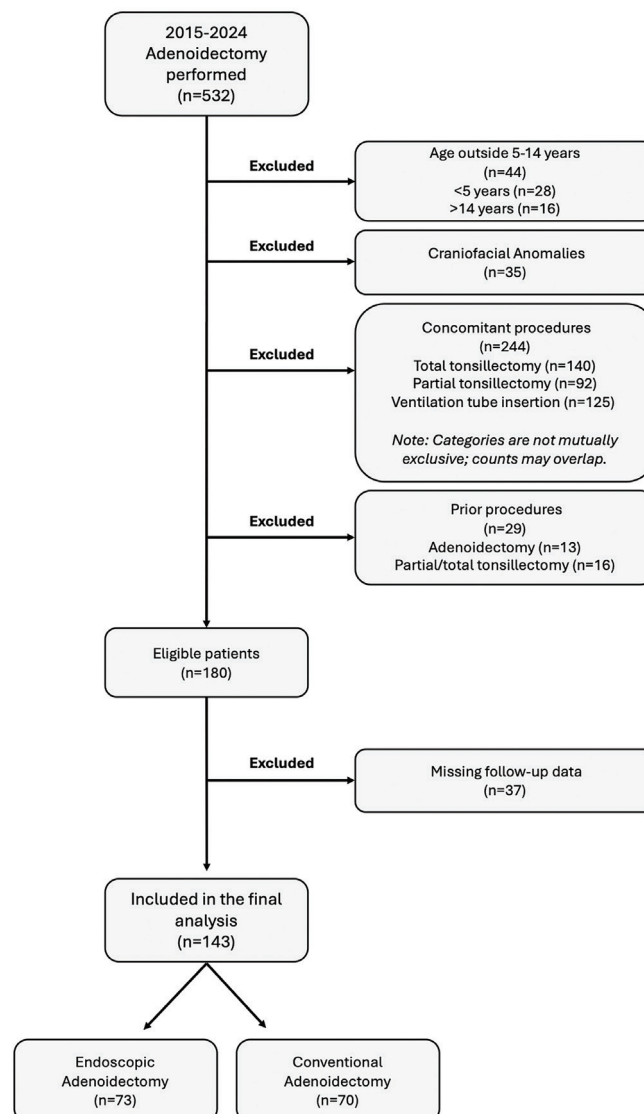 2015-2024
Adenoidectomy
performed
(n=532)
Excluded
Age outside 5-14 years
(n=44)
<5 years (n=28)
>14 years (n=16)
Excluded
Craniofacial Anomalies
(n=35)
Excluded
Concomitant procedures
(n=244)
Total tonsillectomy (n=140)
Partial tonsillectomy (n=92)
Ventilation tube insertion (n=125)
Note: Categories are not mutually
exclusive; counts may overlap.
Excluded
Prior procedures
(n=29)
Adenoidectomy (n=13)
Partial/total tonsillectomy (n=16)
Eligible patients
(n=180)
Excluded
Missing follow-up data
(n=37)
Included in the final
analysis
(n=143)
Endoscopic
Adenoidectomy
(n=73)
Conventional
Adenoidectomy
(n=70)